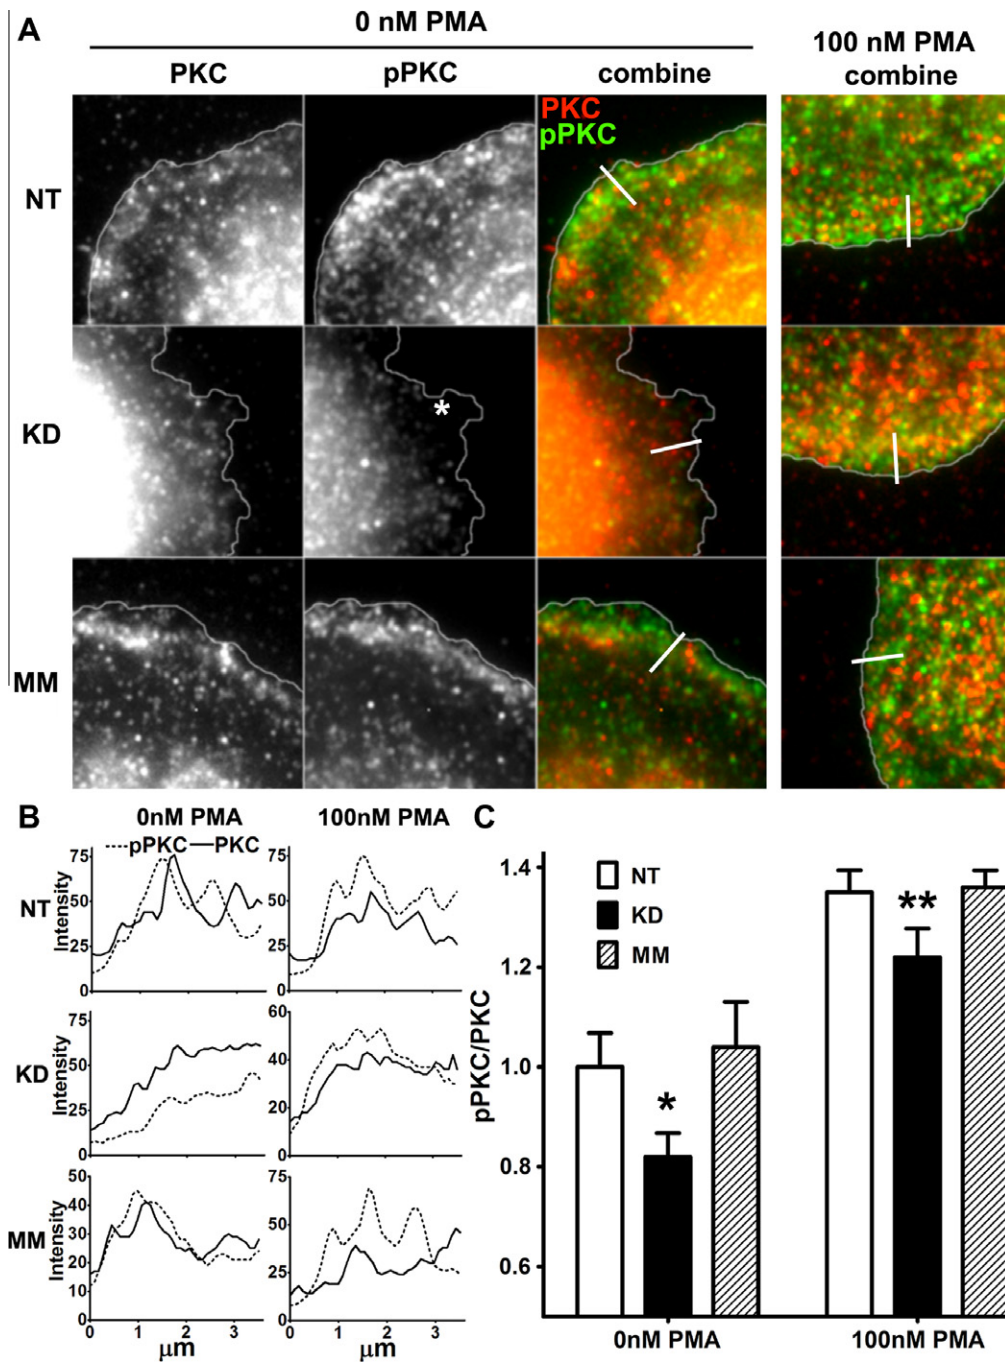 A
0 nM PMA
100 nM PMA
combine
PKC
pPKC
combine
PKC
pPKC
NT
KD
*
MM
B
0nM PMA
100nM PMA
pPKC
PKC
NT
Intensity
75
50
25
0
75
50
25
0
KD
Intensity
75
50
25
0
60
40
20
0
MM
Intensity
50
40
30
20
10
0
75
50
25
0
0
1
2
3
μm
0
1
2
3
μm
C
pPKC/PKC
1.4
1.2
1.0
0.8
0.6
NT
KD
MM
*
**
0nM PMA
100nM PMA